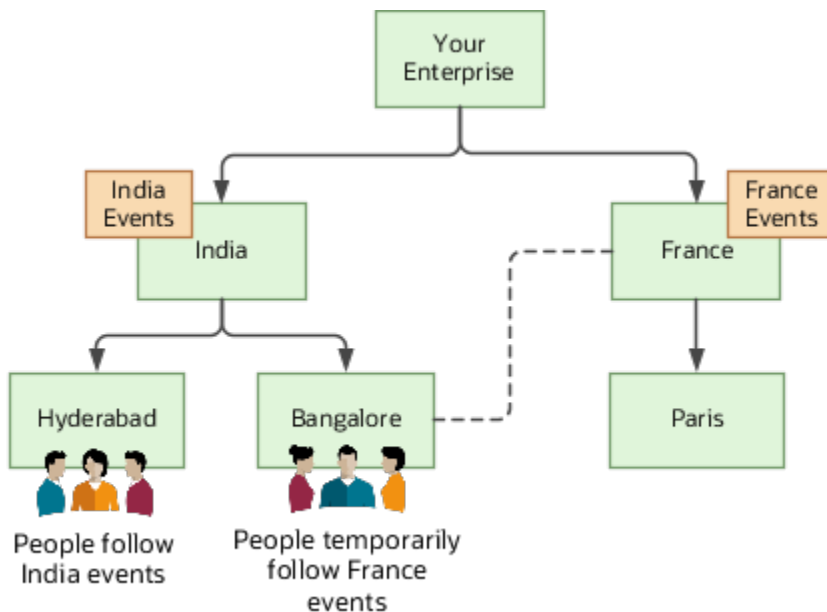 Your
Enterprise
India
Events
France
Events
India
France
Hyderabad
Bangalore
Paris
People follow
India events
People temporarily
follow France
events